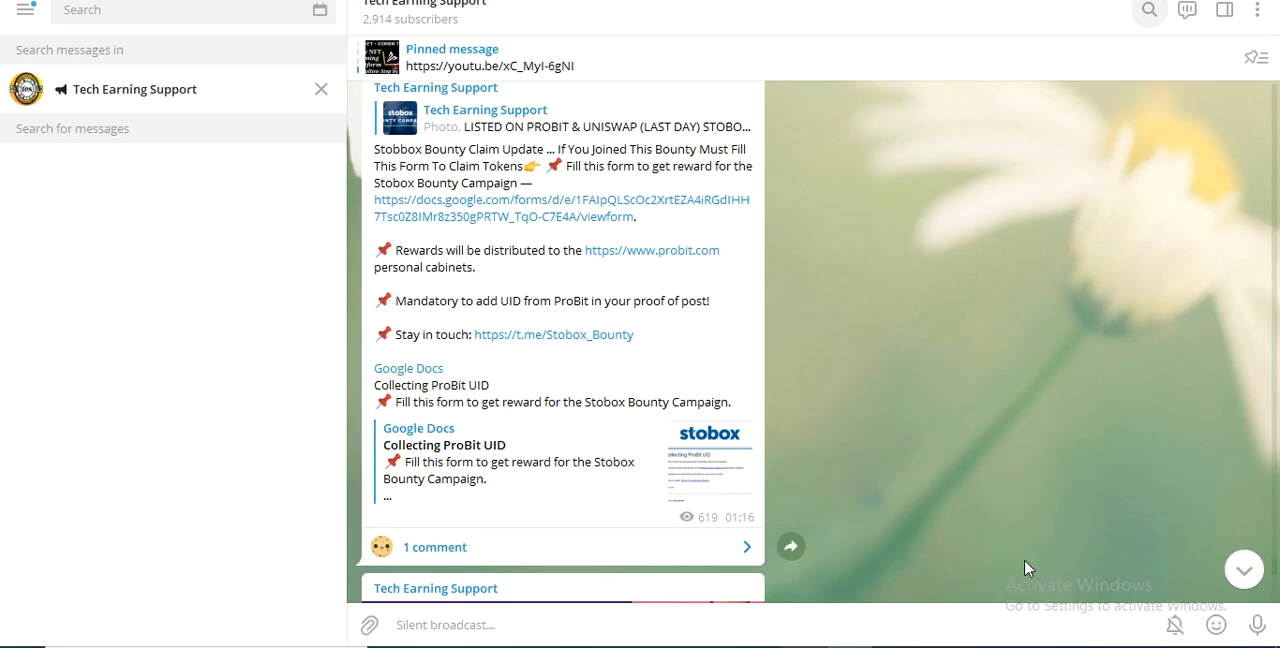 Search
Search messages in
Tech Earning Support
Search for messages
Tech Earning Support
2,914 subscribers
Pinned message
https://youtu.be/xC_MyI-6gNI
Tech Earning Support
Tech Earning Support
Photo, LISTED ON PROBIT & UNISWAP (LAST DAY) STOBO...
Stobbox Bounty Claim Update ... If You Joined This Bounty Must Fill
This Form To Claim Tokens👉 📌 Fill this form to get reward for the
Stobox Bounty Campaign —
https://docs.google.com/forms/d/e/1FAIpQLScOc2XrtEZA4iRGdIHH
7Tsc0Z8IMr8z350gPRTW_TqO-C7E4A/viewform.
📌 Rewards will be distributed to the https://www.probit.com
personal cabinets.
📌 Mandatory to add UID from ProBit in your proof of post!
📌 Stay in touch: https://t.me/Stobox_Bounty
Google Docs
Collecting ProBit UID
📌 Fill this form to get reward for the Stobox Bounty Campaign.
Google Docs
Collecting ProBit UID
📌 Fill this form to get reward for the Stobox
Bounty Campaign.
...
stobox
619 01:16
1 comment
Tech Earning Support
Activate Windows
Go to Settings to activate Windows.
Silent broadcast...